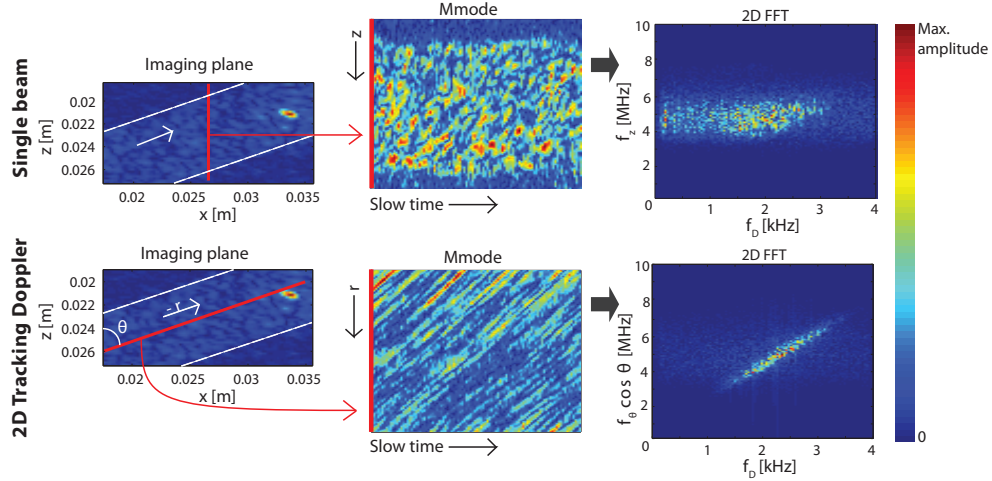 Single beam
Imaging plane
z [m]
0.02
0.022
0.024
0.026
0.02
0.025
0.03
0.035
x [m]
Mmode
z
Slow time
2D FFT
f_z [MHz]
10
8
6
4
2
0
1
2
3
4
f_D [kHz]
Max.
amplitude
0
2D Tracking Doppler
Imaging plane
z [m]
0.02
0.022
0.024
0.026
θ
- r
0.02
0.025
0.03
0.035
x [m]
Mmode
r
Slow time
2D FFT
f_θ cos θ [MHz]
10
8
6
4
2
0
0
1
2
3
4
f_D [kHz]